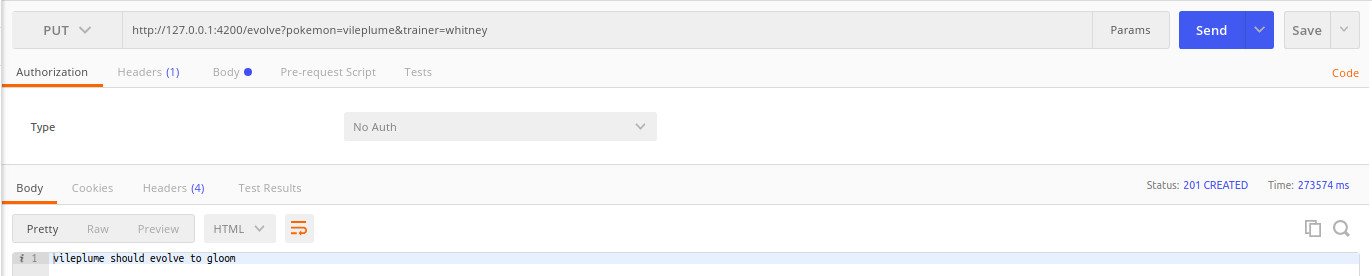 PUT http://127.0.0.1:4200/evolve?pokemon=vileplume&trainer=whitney Params Send Save
Authorization Headers (1) Body Pre-request Script Tests Code
Type No Auth
Body Cookies Headers (4) Test Results Status: 201 CREATED Time: 273574 ms
Pretty Raw Preview HTML
i 1 vileplume should evolve to gloom